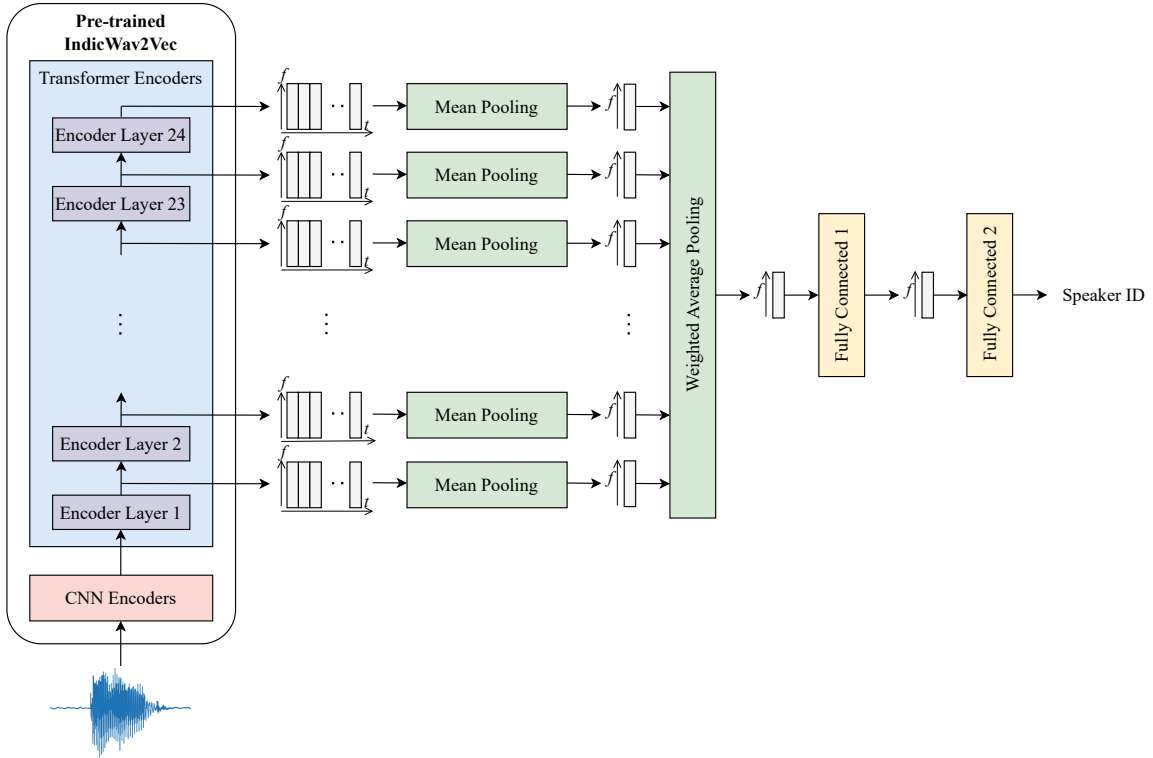 Pre-trained
IndicWav2Vec
Transformer Encoders
Encoder Layer 24
Encoder Layer 23
⋮
Encoder Layer 2
Encoder Layer 1
CNN Encoders
f
t
Mean Pooling
f
f
t
Mean Pooling
f
f
t
Mean Pooling
f
⋮
⋮
f
t
Mean Pooling
f
f
t
Mean Pooling
f
Weighted Average Pooling
f
Fully Connected 1
f
Fully Connected 2
Speaker ID